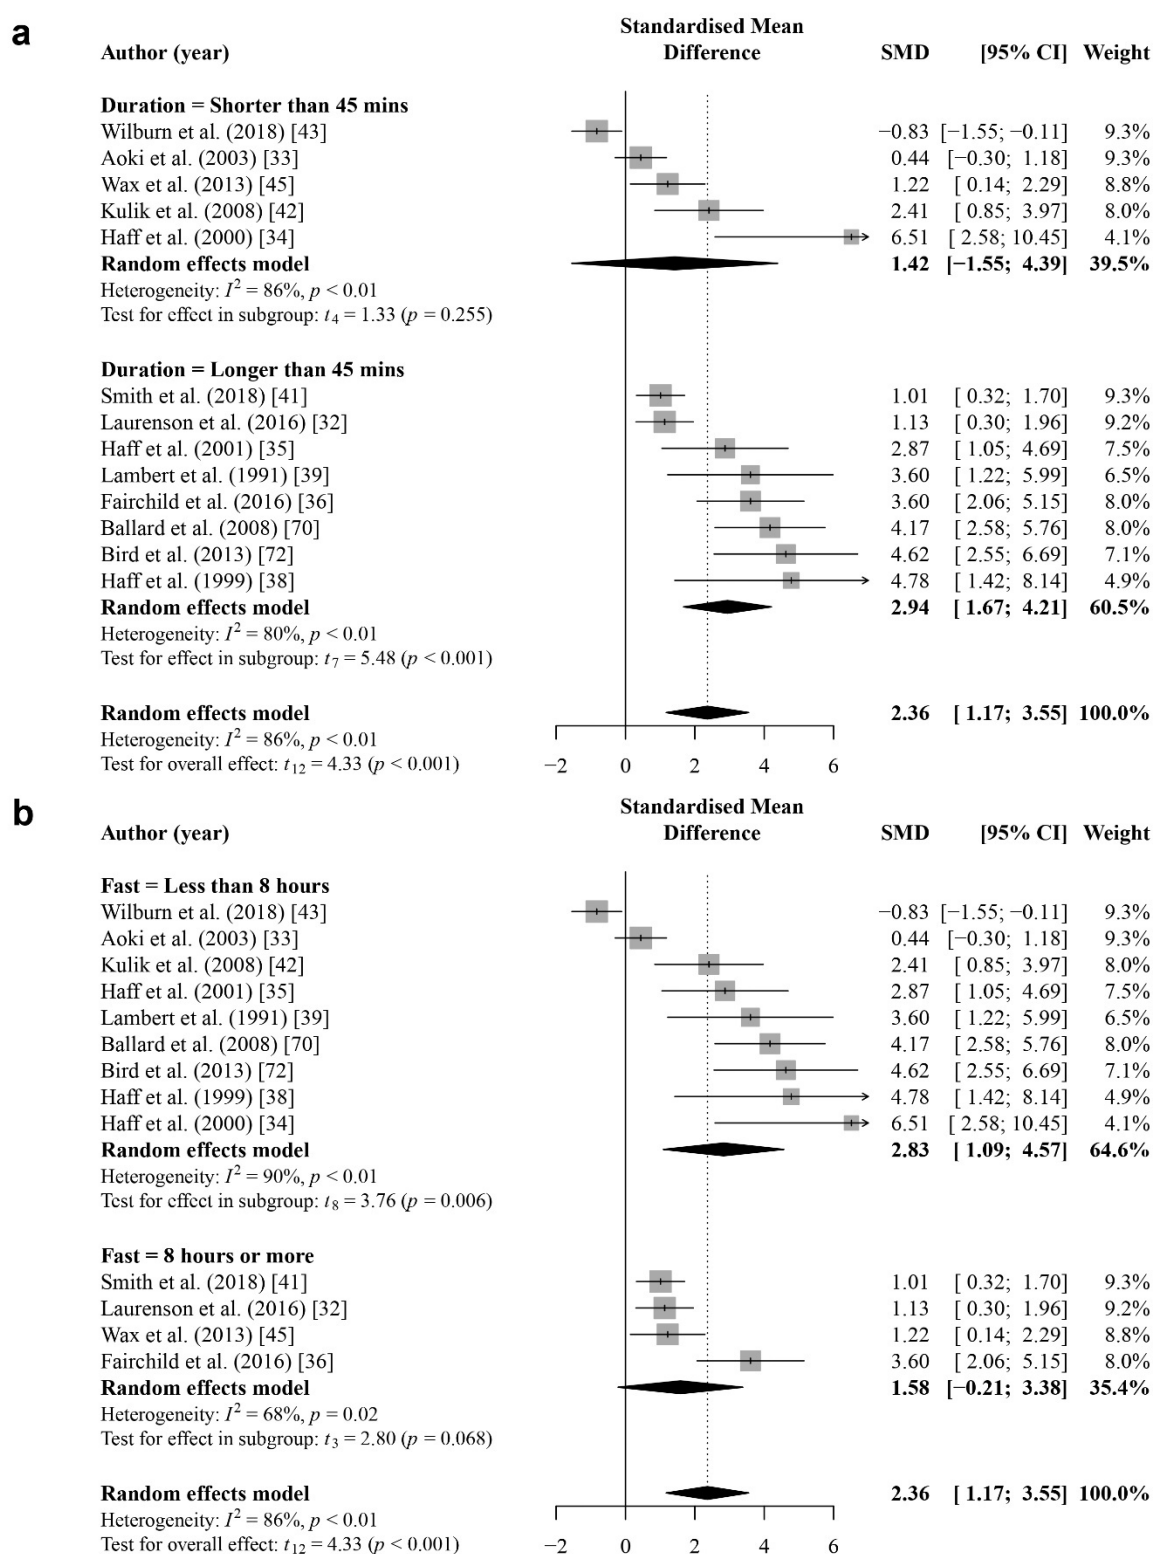 a
Standardised Mean
Author (year) Difference SMD [95% CI] Weight
Duration = Shorter than 45 mins
Wilburn et al. (2018) [43] −0.83 [−1.55; −0.11] 9.3%
Aoki et al. (2003) [33] 0.44 [−0.30; 1.18] 9.3%
Wax et al. (2013) [45] 1.22 [ 0.14; 2.29] 8.8%
Kulik et al. (2008) [42] 2.41 [ 0.85; 3.97] 8.0%
Haff et al. (2000) [34] 6.51 [ 2.58; 10.45] 4.1%
Random effects model 1.42 [−1.55; 4.39] 39.5%
Heterogeneity: I² = 86%, p < 0.01
Test for effect in subgroup: t₄ = 1.33 (p = 0.255)
Duration = Longer than 45 mins
Smith et al. (2018) [41] 1.01 [ 0.32; 1.70] 9.3%
Laurenson et al. (2016) [32] 1.13 [ 0.30; 1.96] 9.2%
Haff et al. (2001) [35] 2.87 [ 1.05; 4.69] 7.5%
Lambert et al. (1991) [39] 3.60 [ 1.22; 5.99] 6.5%
Fairchild et al. (2016) [36] 3.60 [ 2.06; 5.15] 8.0%
Ballard et al. (2008) [70] 4.17 [ 2.58; 5.76] 8.0%
Bird et al. (2013) [72] 4.62 [ 2.55; 6.69] 7.1%
Haff et al. (1999) [38] 4.78 [ 1.42; 8.14] 4.9%
Random effects model 2.94 [ 1.67; 4.21] 60.5%
Heterogeneity: I² = 80%, p < 0.01
Test for effect in subgroup: t₇ = 5.48 (p < 0.001)
Random effects model 2.36 [ 1.17; 3.55] 100.0%
Heterogeneity: I² = 86%, p < 0.01
Test for overall effect: t₁₂ = 4.33 (p < 0.001)
−2 0 2 4 6
b
Standardised Mean
Author (year) Difference SMD [95% CI] Weight
Fast = Less than 8 hours
Wilburn et al. (2018) [43] −0.83 [−1.55; −0.11] 9.3%
Aoki et al. (2003) [33] 0.44 [−0.30; 1.18] 9.3%
Kulik et al. (2008) [42] 2.41 [ 0.85; 3.97] 8.0%
Haff et al. (2001) [35] 2.87 [ 1.05; 4.69] 7.5%
Lambert et al. (1991) [39] 3.60 [ 1.22; 5.99] 6.5%
Ballard et al. (2008) [70] 4.17 [ 2.58; 5.76] 8.0%
Bird et al. (2013) [72] 4.62 [ 2.55; 6.69] 7.1%
Haff et al. (1999) [38] 4.78 [ 1.42; 8.14] 4.9%
Haff et al. (2000) [34] 6.51 [ 2.58; 10.45] 4.1%
Random effects model 2.83 [ 1.09; 4.57] 64.6%
Heterogeneity: I² = 90%, p < 0.01
Test for effect in subgroup: t₈ = 3.76 (p = 0.006)
Fast = 8 hours or more
Smith et al. (2018) [41] 1.01 [ 0.32; 1.70] 9.3%
Laurenson et al. (2016) [32] 1.13 [ 0.30; 1.96] 9.2%
Wax et al. (2013) [45] 1.22 [ 0.14; 2.29] 8.8%
Fairchild et al. (2016) [36] 3.60 [ 2.06; 5.15] 8.0%
Random effects model 1.58 [−0.21; 3.38] 35.4%
Heterogeneity: I² = 68%, p = 0.02
Test for effect in subgroup: t₃ = 2.80 (p = 0.068)
Random effects model 2.36 [ 1.17; 3.55] 100.0%
Heterogeneity: I² = 86%, p < 0.01
Test for overall effect: t₁₂ = 4.33 (p < 0.001)
−2 0 2 4 6